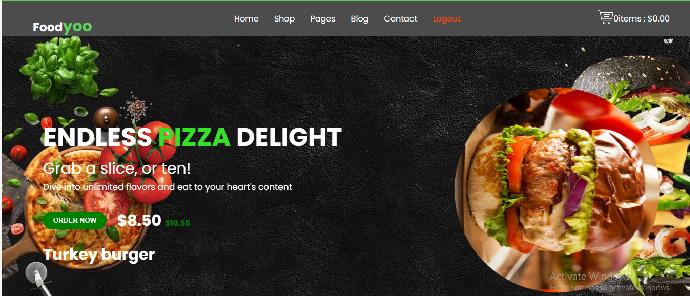 Foodyoo
Home Shop Pages Blog Contact Logout
0items : $0.00
ENDLESS PIZZA DELIGHT
Grab a slice, or ten!
Dive into unlimited flavors and eat to your heart's content
ORDER NOW $8.50 $10.55
Turkey burger
Activate Windows
Go to Settings to activate Windows.